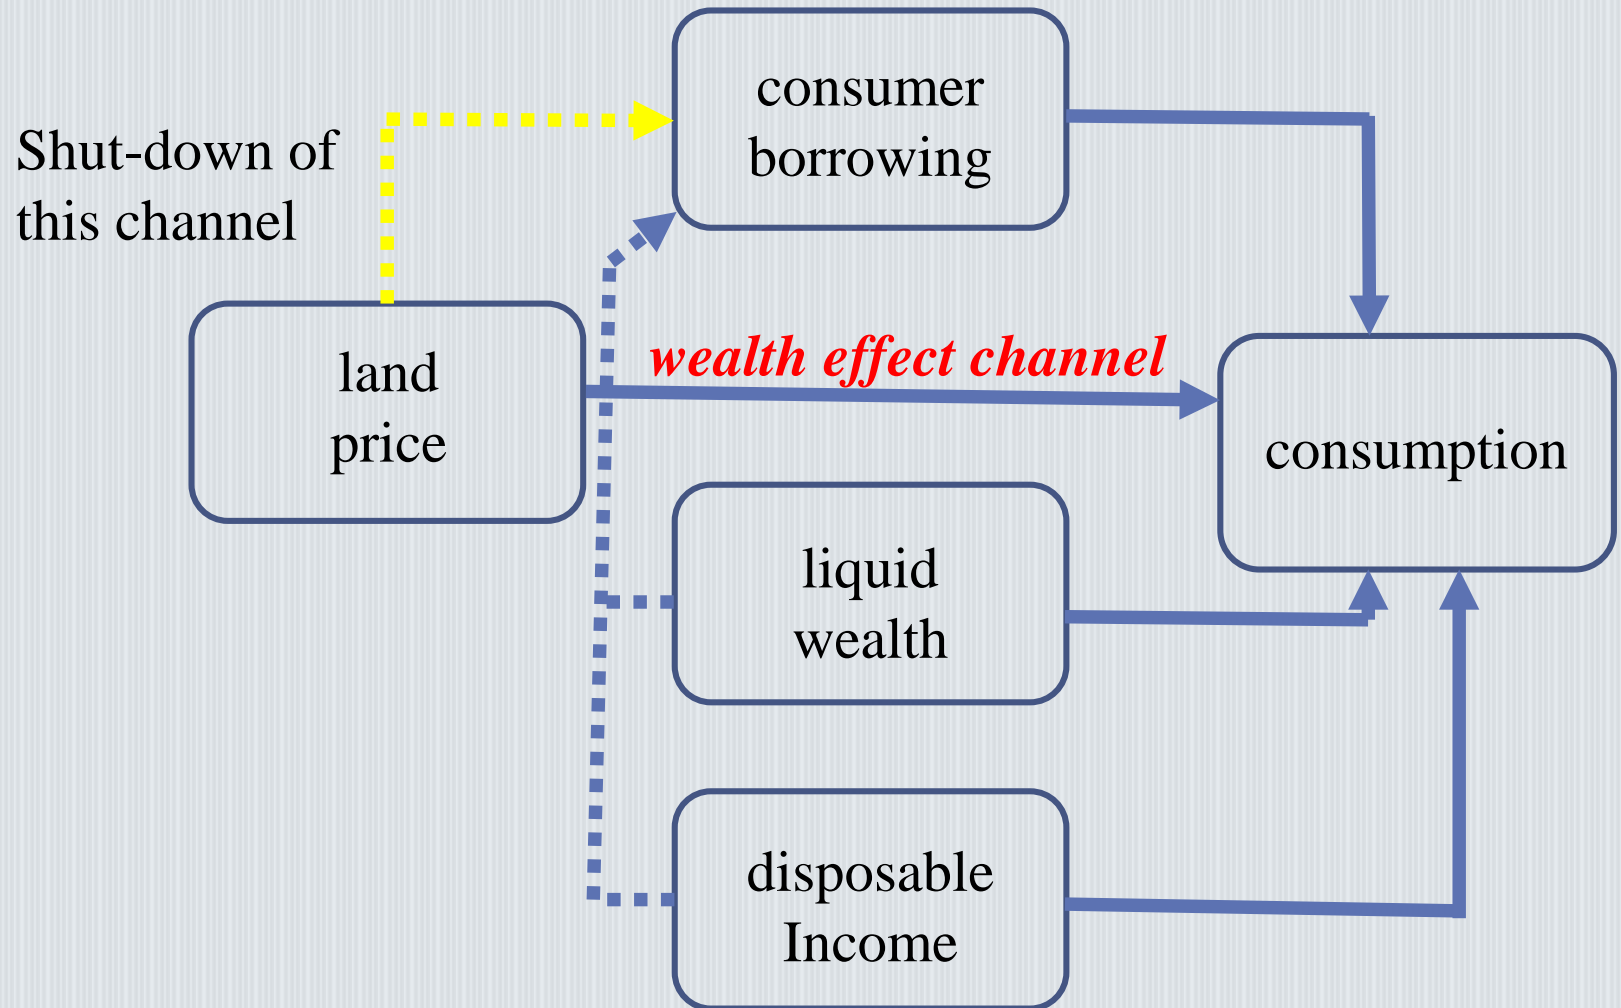 consumer
borrowing
Shut-down of
this channel
wealth effect channel
land
price
consumption
liquid
wealth
disposable
Income